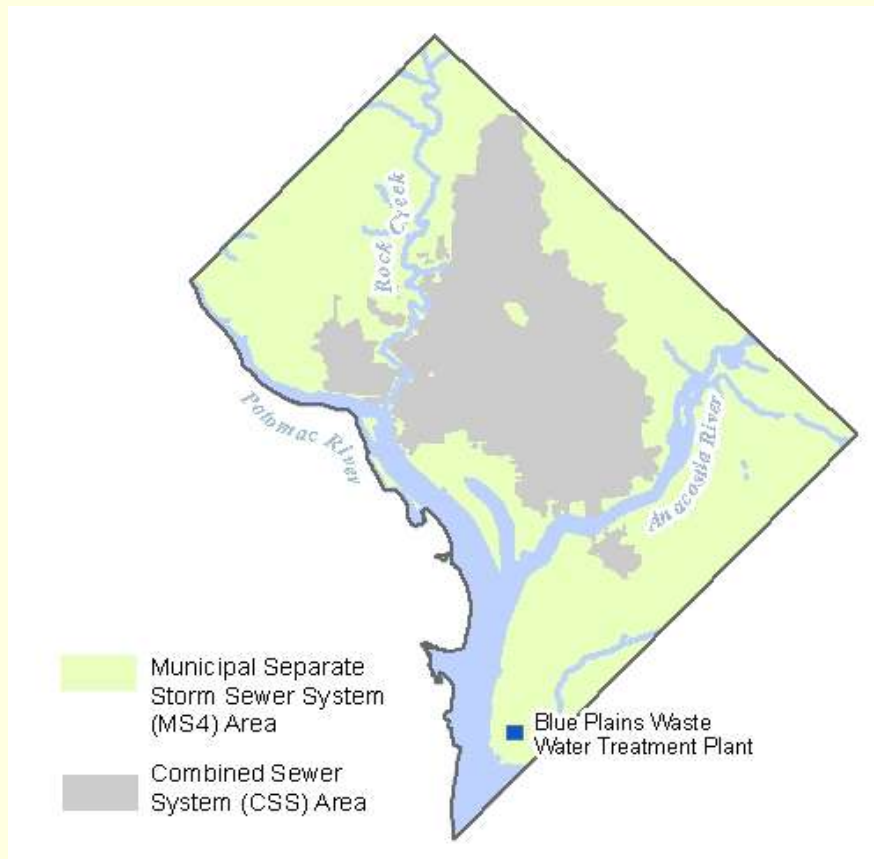 Rock Creek
Potomac River
Anacostia River
Municipal Separate
Storm Sewer System
(MS4) Area
Blue Plains Waste
Water Treatment Plant
Combined Sewer
System (CSS) Area